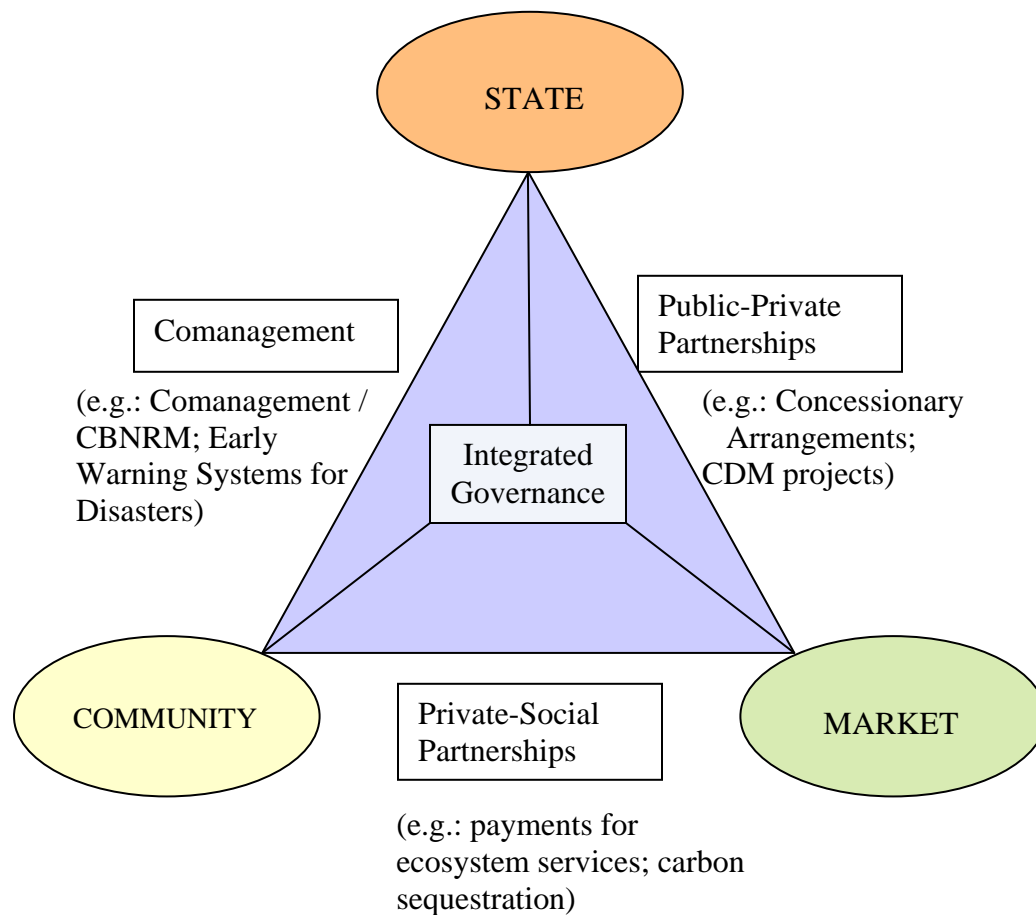 STATE
Comanagement
(e.g.: Comanagement /
CBNRM; Early
Warning Systems for
Disasters)
Public-Private
Partnerships
(e.g.: Concessionary
Arrangements;
CDM projects)
Integrated
Governance
COMMUNITY
MARKET
Private-Social
Partnerships
(e.g.: payments for
ecosystem services; carbon
sequestration)